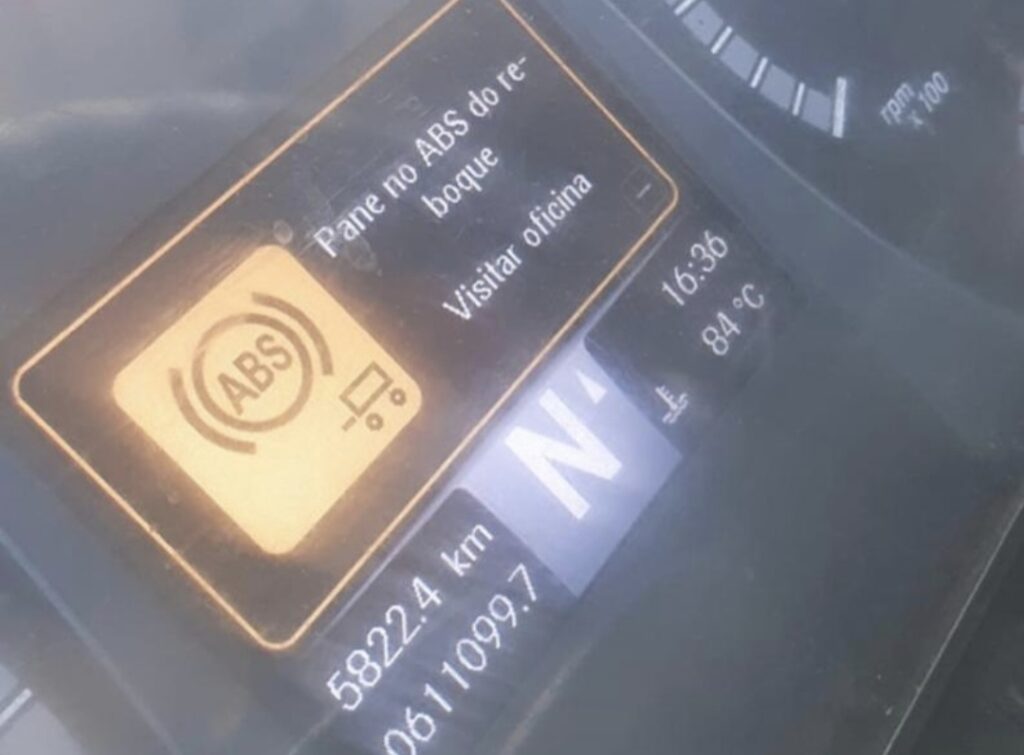 Pane no ABS do re-
boque
Visitar oficina
ABS
16:36
84 °C
N
5822.4 km
0611099.7
rpm
x 100